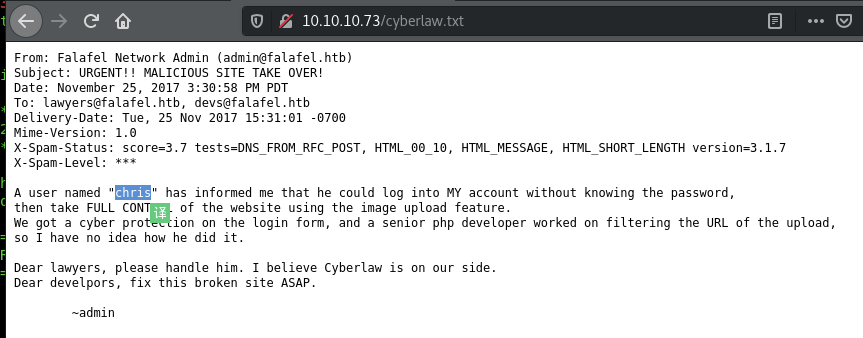 10.10.10.73/cyberlaw.txt
From: Falafel Network Admin (admin@falafel.htb)
Subject: URGENT!! MALICIOUS SITE TAKE OVER!
Date: November 25, 2017 3:30:58 PM PDT
To: lawyers@falafel.htb, devs@falafel.htb
Delivery-Date: Tue, 25 Nov 2017 15:31:01 -0700
Mime-Version: 1.0
X-Spam-Status: score=3.7 tests=DNS_FROM_RFC_POST, HTML_00_10, HTML_MESSAGE, HTML_SHORT_LENGTH version=3.1.7
X-Spam-Level: ***
A user named "chris" has informed me that he could log into MY account without knowing the password,
then take FULL CONT 译 of the website using the image upload feature.
We got a cyber protection on the login form, and a senior php developer worked on filtering the URL of the upload,
so I have no idea how he did it.
Dear lawyers, please handle him. I believe Cyberlaw is on our side.
Dear develpors, fix this broken site ASAP.
~admin